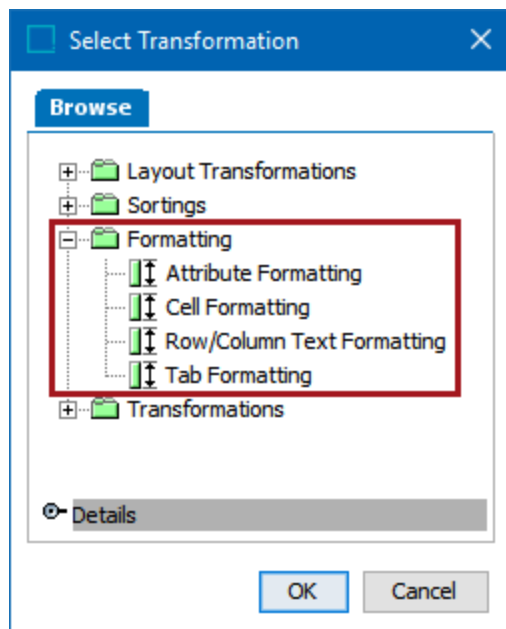 Select Transformation
Browse
Layout Transformations
Sortings
Formatting
Attribute Formatting
Cell Formatting
Row/Column Text Formatting
Tab Formatting
Transformations
Details
OK Cancel